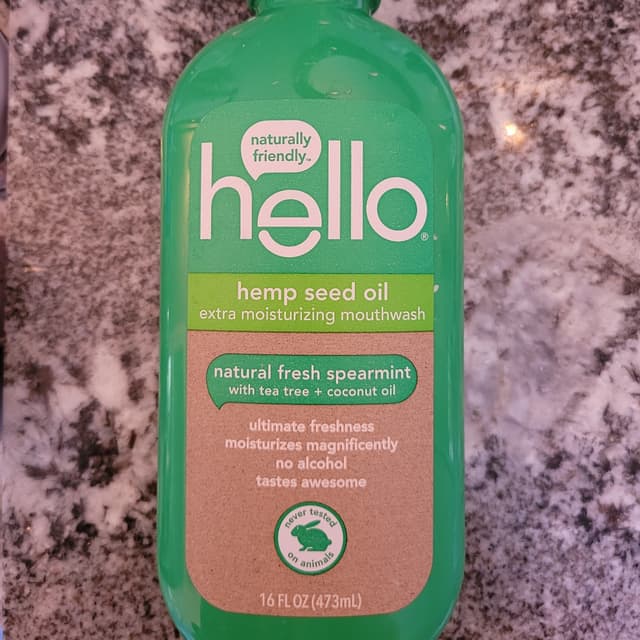 naturally
friendly™
hello®
hemp seed oil
extra moisturizing mouthwash
natural fresh spearmint
with tea tree + coconut oil
ultimate freshness
moisturizes magnificently
no alcohol
tastes awesome
never tested
on animals
16 FL OZ (473mL)